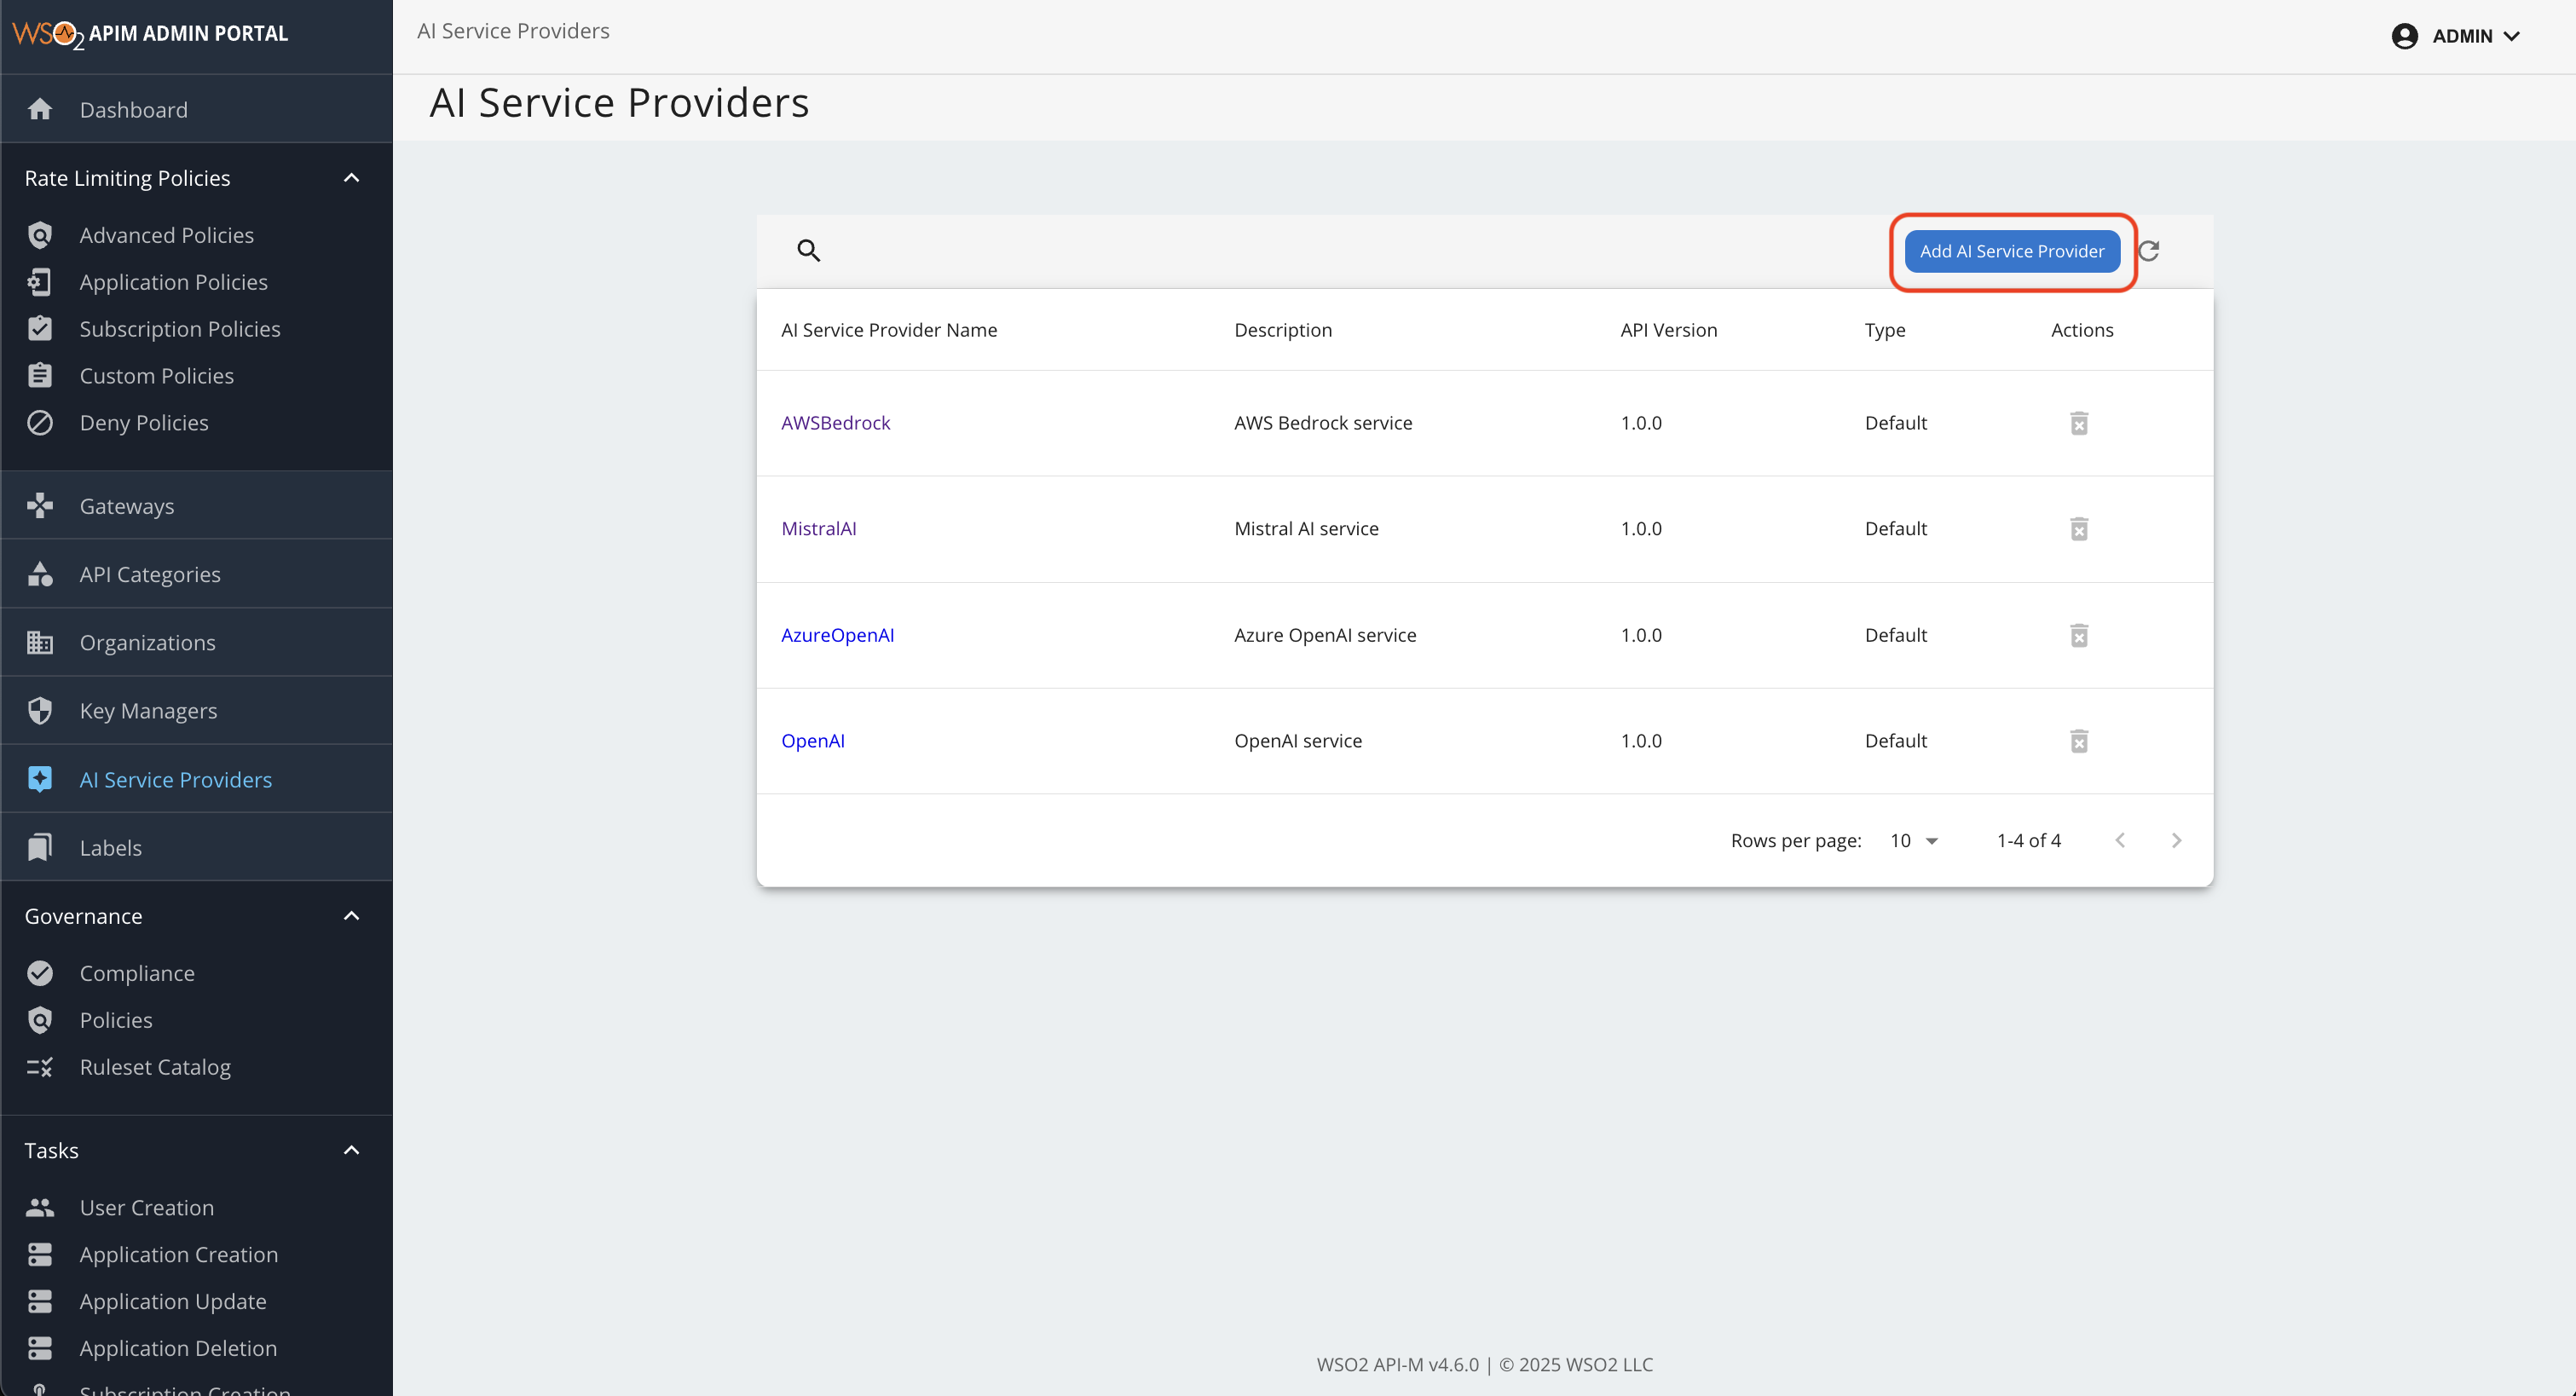 WSO2 APIM ADMIN PORTAL
AI Service Providers
ADMIN
AI Service Providers
Dashboard
Rate Limiting Policies
Advanced Policies
Application Policies
Subscription Policies
Custom Policies
Deny Policies
Gateways
API Categories
Organizations
Key Managers
AI Service Providers
Labels
Governance
Compliance
Policies
Ruleset Catalog
Tasks
User Creation
Application Creation
Application Update
Application Deletion
Subscription Creation
Add AI Service Provider
AI Service Provider Name Description API Version Type Actions
AWSBedrock AWS Bedrock service 1.0.0 Default
MistralAI Mistral AI service 1.0.0 Default
AzureOpenAI Azure OpenAI service 1.0.0 Default
OpenAI OpenAI service 1.0.0 Default
Rows per page: 10 1-4 of 4
WSO2 API-M v4.6.0 | © 2025 WSO2 LLC